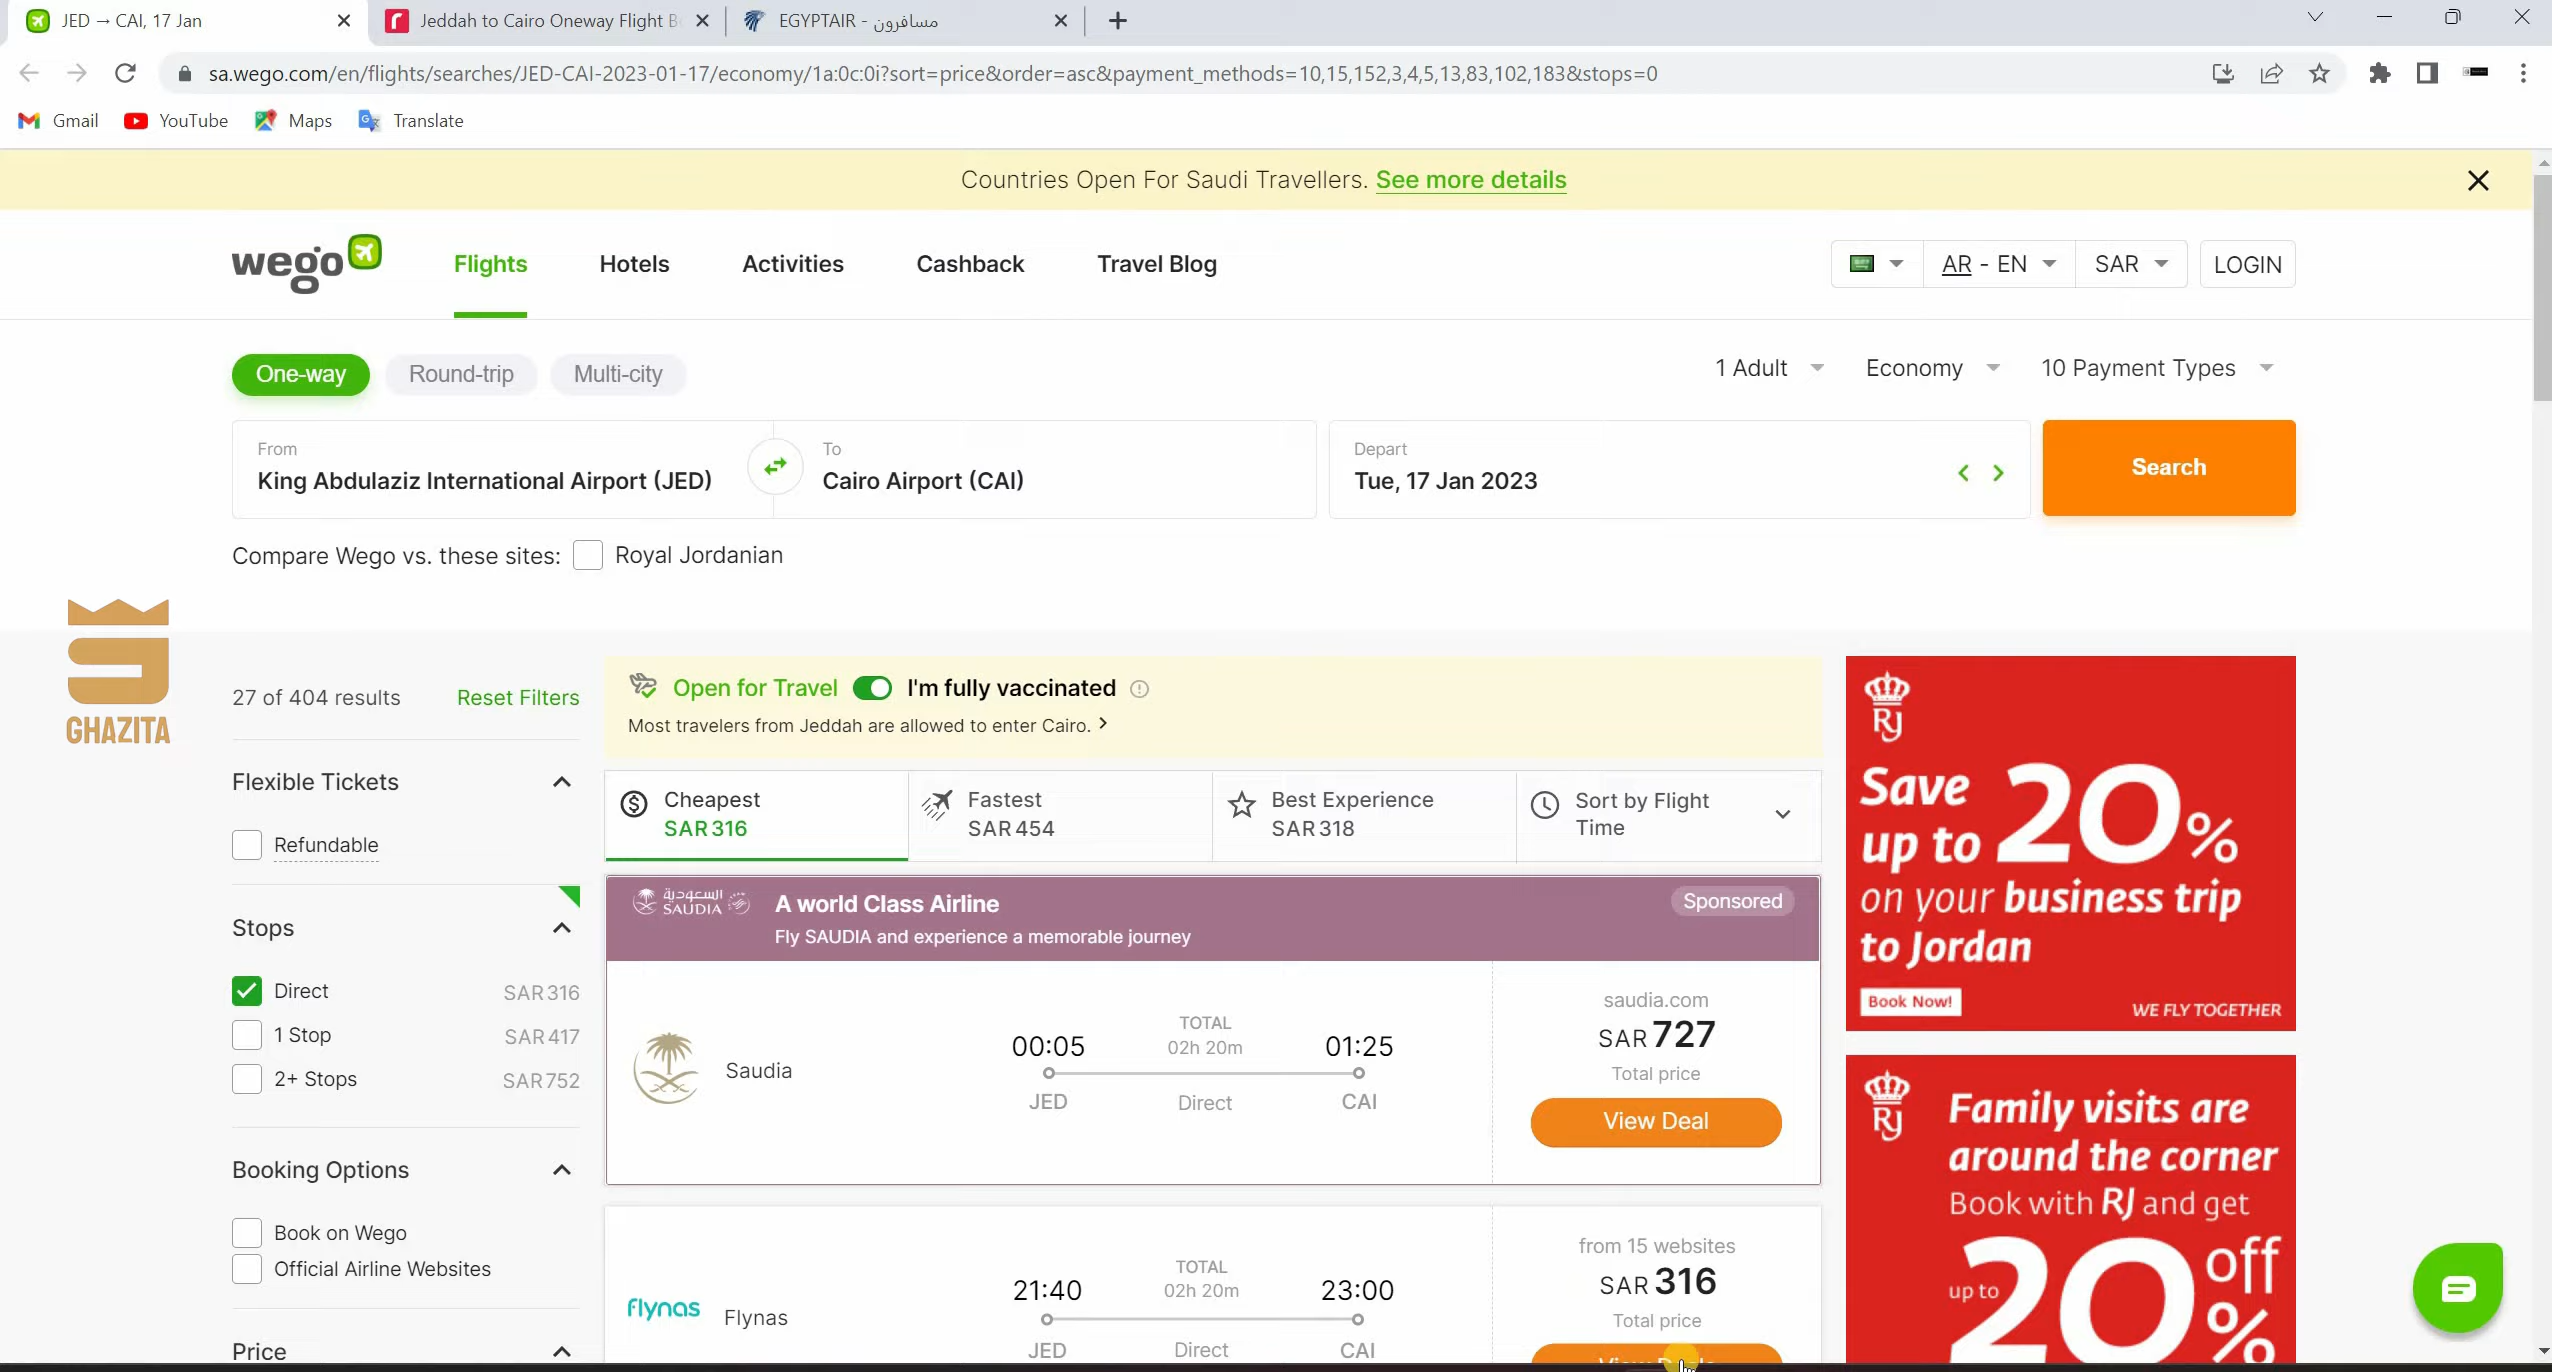 JED → CAI, 17 Jan
Jeddah to Cairo Oneway Flight B
EGYPTAIR - مسافرون
sa.wego.com/en/flights/searches/JED-CAI-2023-01-17/economy/1a:0c:0i?sort=price&order=asc&payment_methods=10,15,152,3,4,5,13,83,102,183&stops=0
Gmail
YouTube
Maps
Translate
Countries Open For Saudi Travellers. See more details
wego
Flights
Hotels
Activities
Cashback
Travel Blog
AR - EN
SAR
LOGIN
One-way
Round-trip
Multi-city
1 Adult
Economy
10 Payment Types
From
King Abdulaziz International Airport (JED)
To
Cairo Airport (CAI)
Depart
Tue, 17 Jan 2023
Search
Compare Wego vs. these sites:
Royal Jordanian
GHAZITA
27 of 404 results
Reset Filters
Flexible Tickets
Refundable
Stops
Direct SAR 316
1 Stop SAR 417
2+ Stops SAR 752
Booking Options
Book on Wego
Official Airline Websites
Price
Open for Travel
I'm fully vaccinated
Most travelers from Jeddah are allowed to enter Cairo.
Cheapest
SAR 316
Fastest
SAR 454
Best Experience
SAR 318
Sort by Flight
Time
السعودية
SAUDIA
A world Class Airline
Fly SAUDIA and experience a memorable journey
Sponsored
Saudia
00:05
JED
TOTAL
02h 20m
Direct
01:25
CAI
saudia.com
SAR 727
Total price
View Deal
flynas
Flynas
21:40
JED
TOTAL
02h 20m
Direct
23:00
CAI
from 15 websites
SAR 316
Total price
RJ
Save
up to 20%
on your business trip
to Jordan
Book Now!
WE FLY TOGETHER
RJ
Family visits are
around the corner
Book with RJ and get
up to 20% off